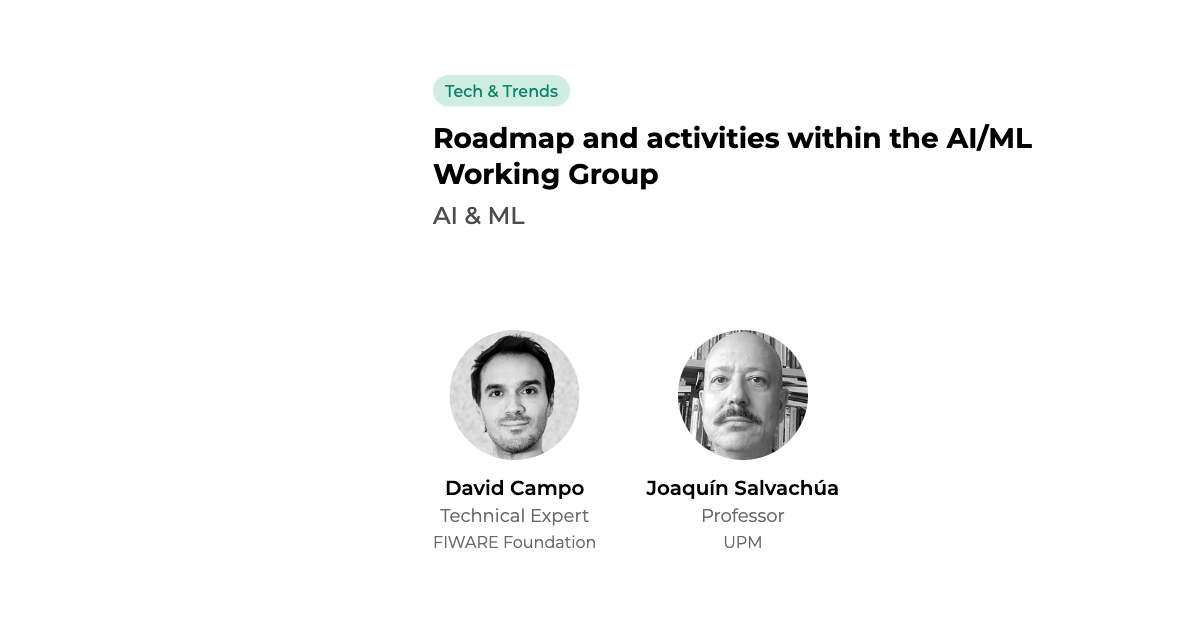 Tech & Trends
Roadmap and activities within the AI/ML
Working Group
AI & ML
David Campo
Technical Expert
FIWARE Foundation
Joaquín Salvachúa
Professor
UPM